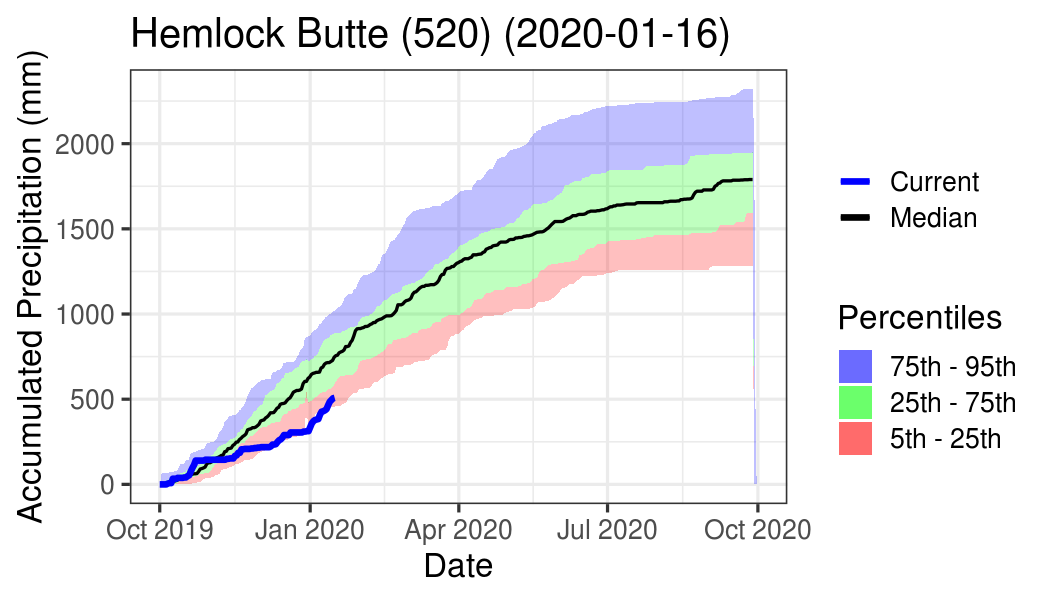 Hemlock Butte (520) (2020-01-16)
Accumulated Precipitation (mm)
2000
1500
1000
500
0
Oct 2019
Jan 2020
Apr 2020
Jul 2020
Oct 2020
Date
Current
Median
Percentiles
75th - 95th
25th - 75th
5th - 25th